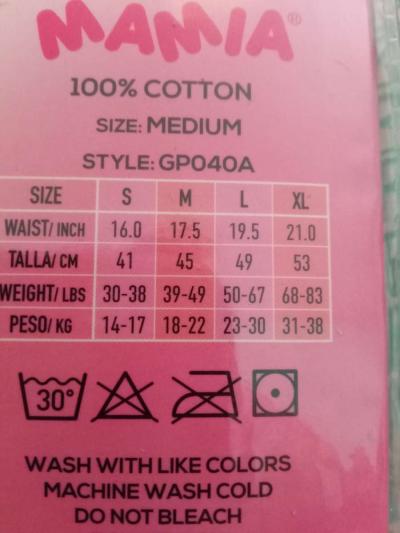 MAMIA®
100% COTTON
SIZE: MEDIUM
STYLE: GP040A
SIZE S M L XL
WAIST/ INCH 16.0 17.5 19.5 21.0
TALLA/ CM 41 45 49 53
WEIGHT/ LBS 30-38 39-49 50-67 68-83
PESO/ KG 14-17 18-22 23-30 31-38
30°
WASH WITH LIKE COLORS
MACHINE WASH COLD
DO NOT BLEACH